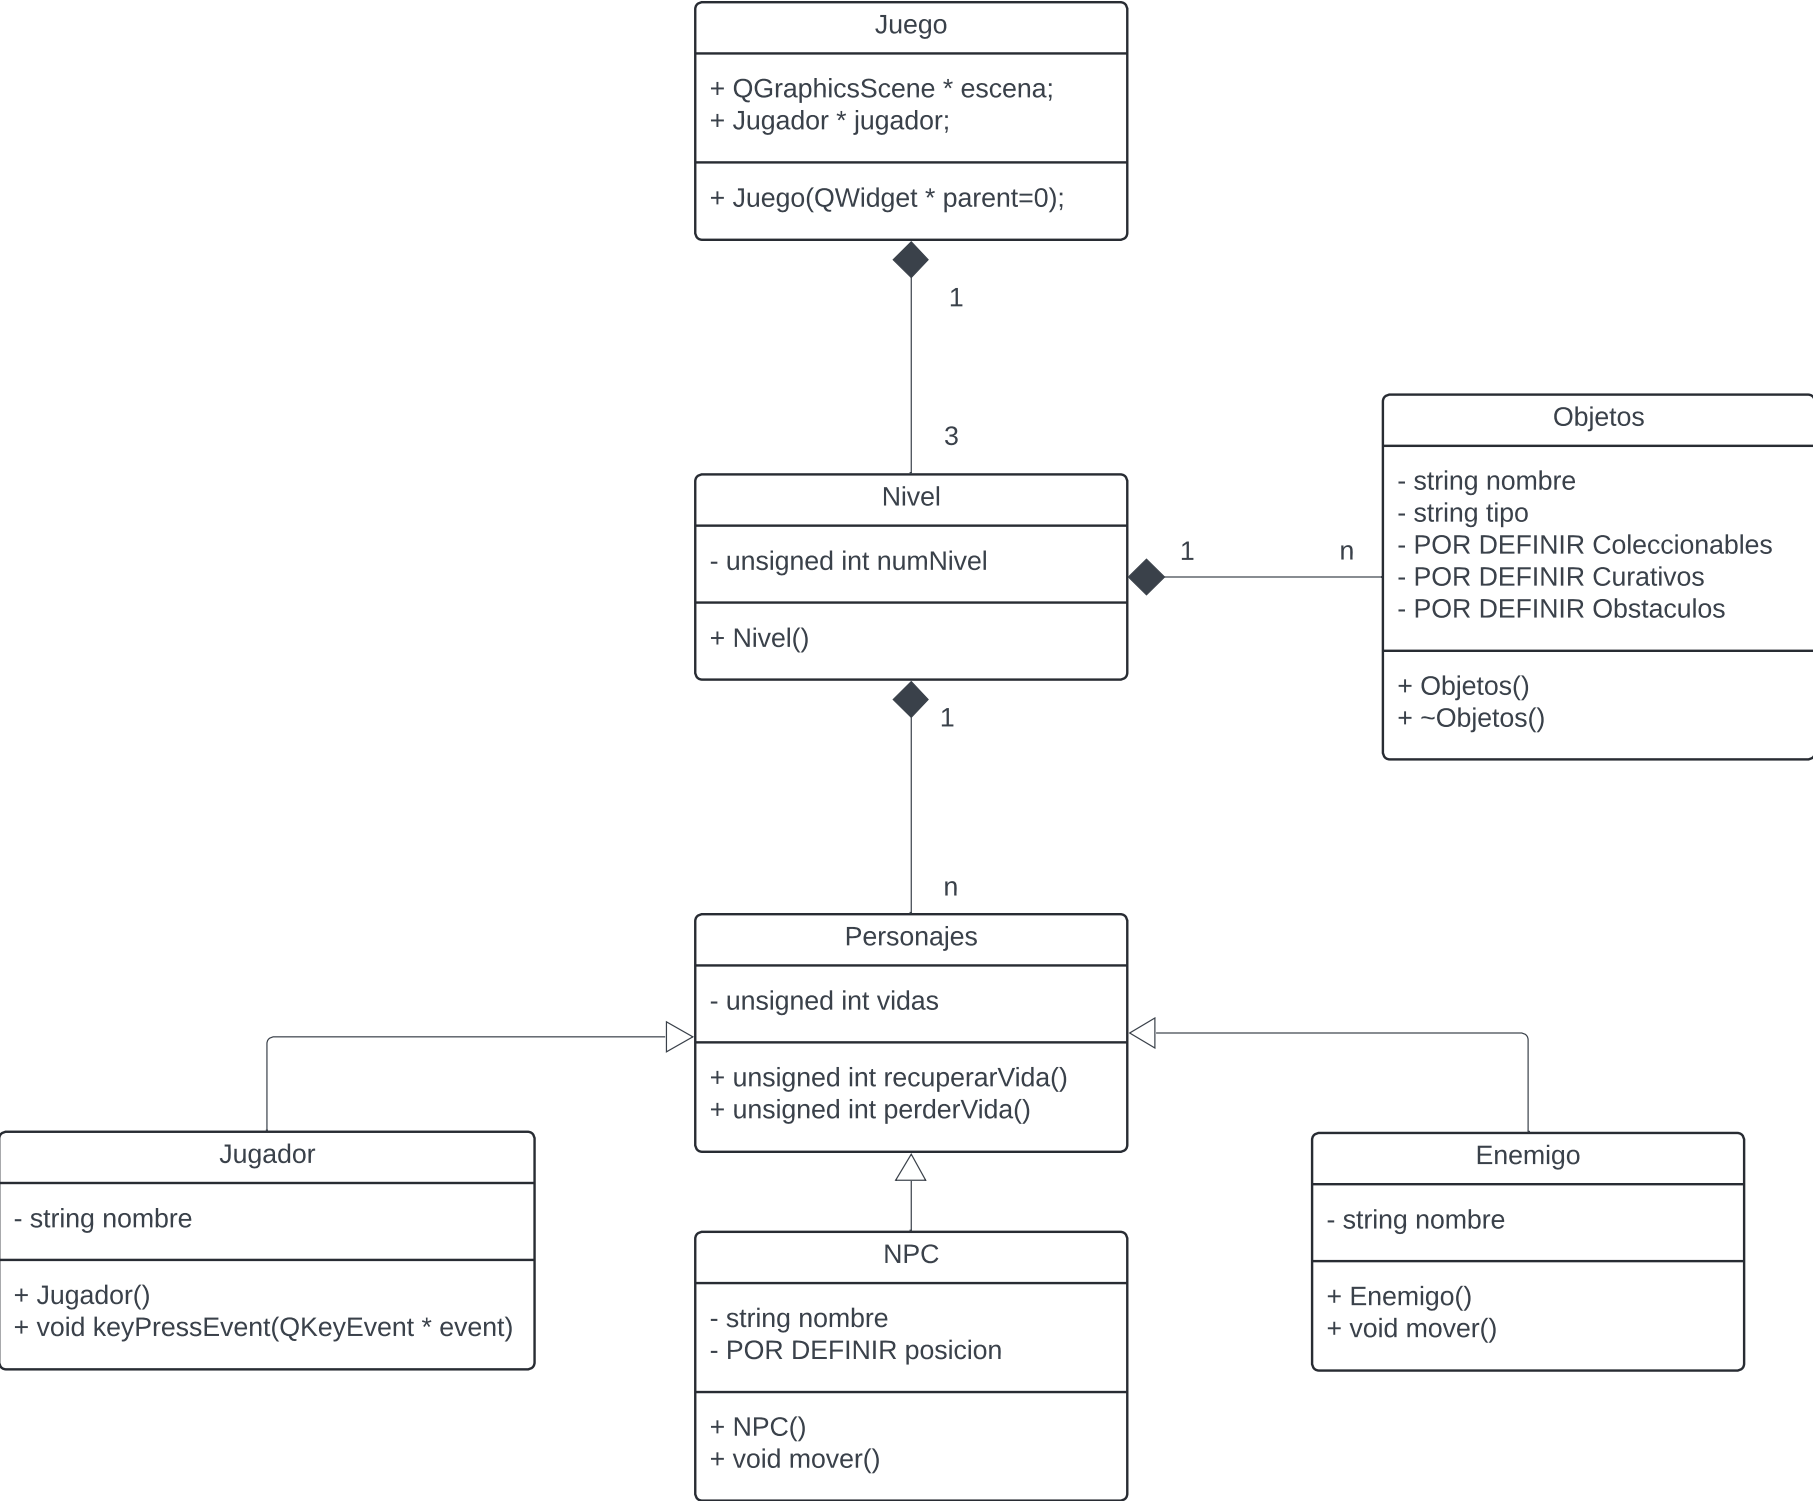 Juego
+ QGraphicsScene * escena;
+ Jugador * jugador;
+ Juego(QWidget * parent=0);
1
3
Nivel
- unsigned int numNivel
+ Nivel()
1
n
Objetos
- string nombre
- string tipo
- POR DEFINIR Coleccionables
- POR DEFINIR Curativos
- POR DEFINIR Obstaculos
+ Objetos()
+ ~Objetos()
1
n
Personajes
- unsigned int vidas
+ unsigned int recuperarVida()
+ unsigned int perderVida()
Jugador
- string nombre
+ Jugador()
+ void keyPressEvent(QKeyEvent * event)
NPC
- string nombre
- POR DEFINIR posicion
+ NPC()
+ void mover()
Enemigo
- string nombre
+ Enemigo()
+ void mover()